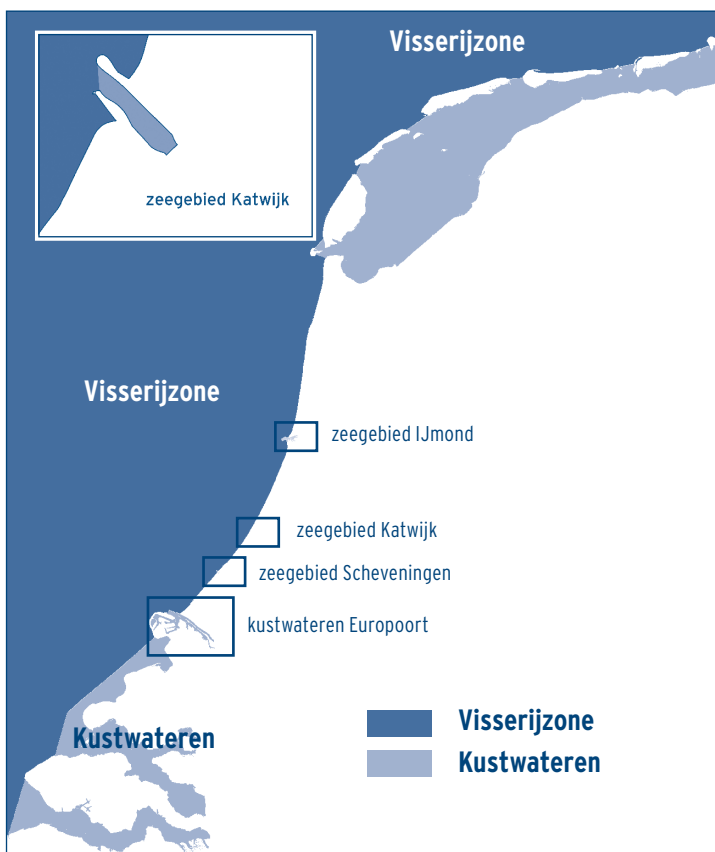 Visserijzone
zeegebied Katwijk
Visserijzone
zeegebied IJmond
zeegebied Katwijk
zeegebied Scheveningen
kustwateren Europoort
Kustwateren
Visserijzone
Kustwateren